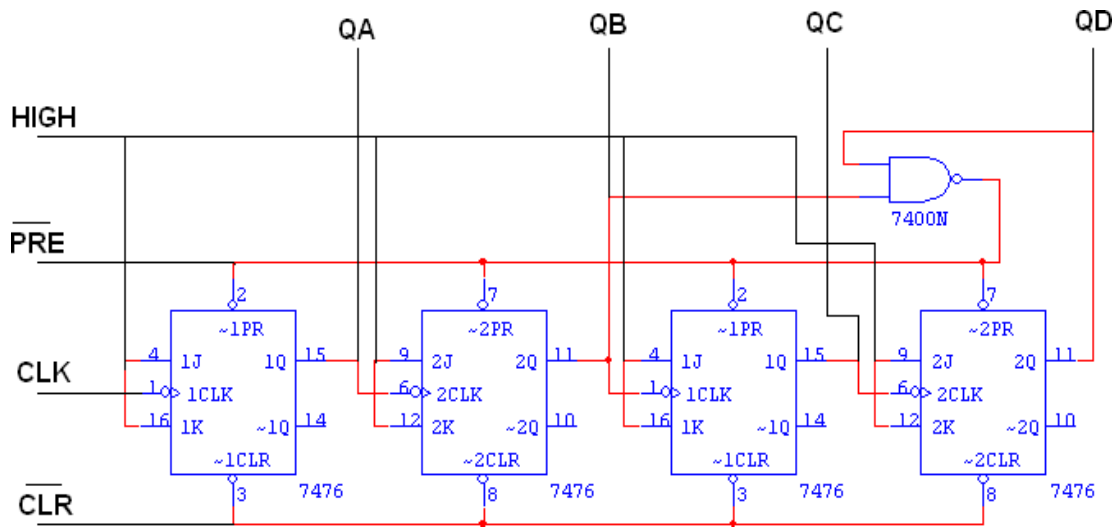 QA QB QC QD
HIGH
7400N
PRE
2 7 2 7
~1PR ~2PR ~1PR ~2PR
4 1J 1Q 15 9 2J 2Q 11 4 1J 1Q 15 9 2J 2Q 11
CLK 1 1CLK 6 2CLK 1 1CLK 6 2CLK
16 1K ~1Q 14 12 2K ~2Q 10 16 1K ~1Q 14 12 2K ~2Q 10
~1CLR ~2CLR ~1CLR ~2CLR
3 7476 8 7476 3 7476 8 7476
CLR